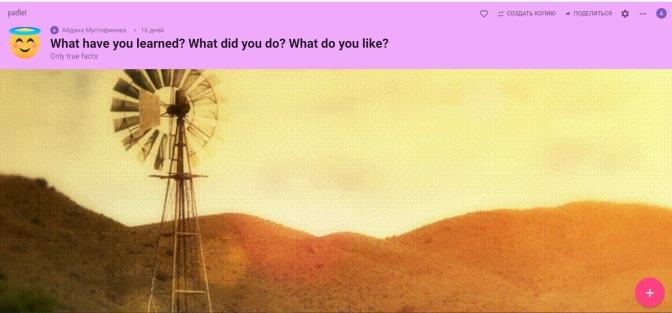 padlet
СОЗДАТЬ КОПИЮ
ПОДЕЛИТЬСЯ
A
A Айдана Мустафинова • 16 дней
What have you learned? What did you do? What do you like?
Only true facts